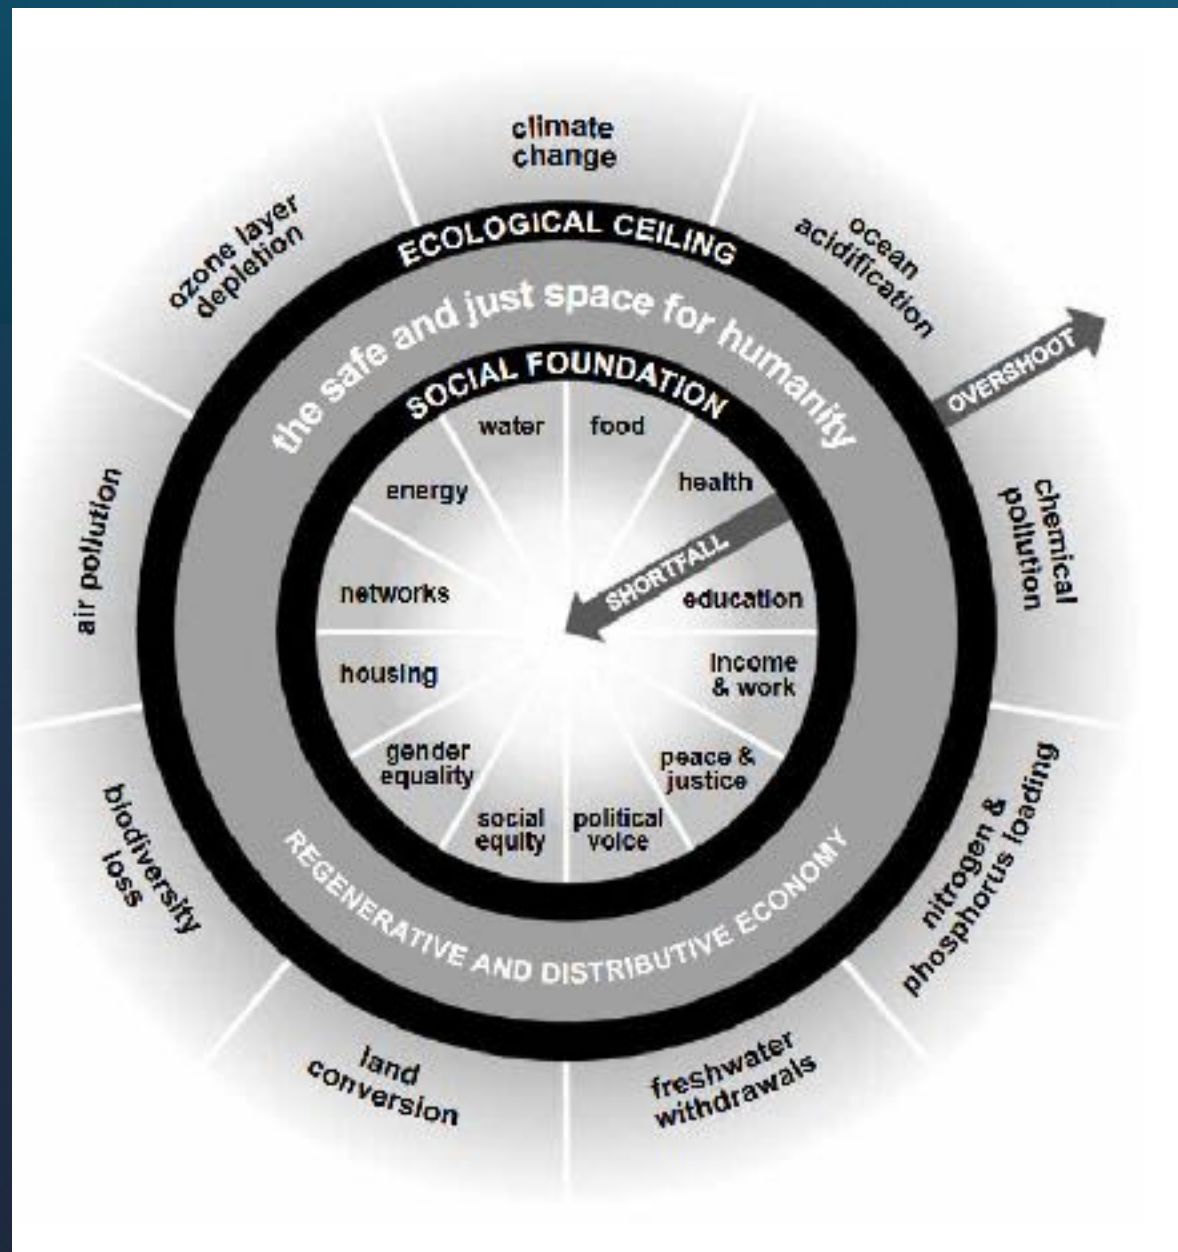 climate
change
ocean
acidification
chemical
pollution
nitrogen &
phosphorus loading
freshwater
withdrawals
land
conversion
biodiversity
loss
air pollution
ozone layer
depletion
ECOLOGICAL CEILING
the safe and just space for humanity
SOCIAL FOUNDATION
OVERSHOOT
SHORTFALL
water
food
health
education
income
& work
peace &
justice
political
voice
social
equity
gender
equality
housing
networks
energy
REGENERATIVE AND DISTRIBUTIVE ECONOMY